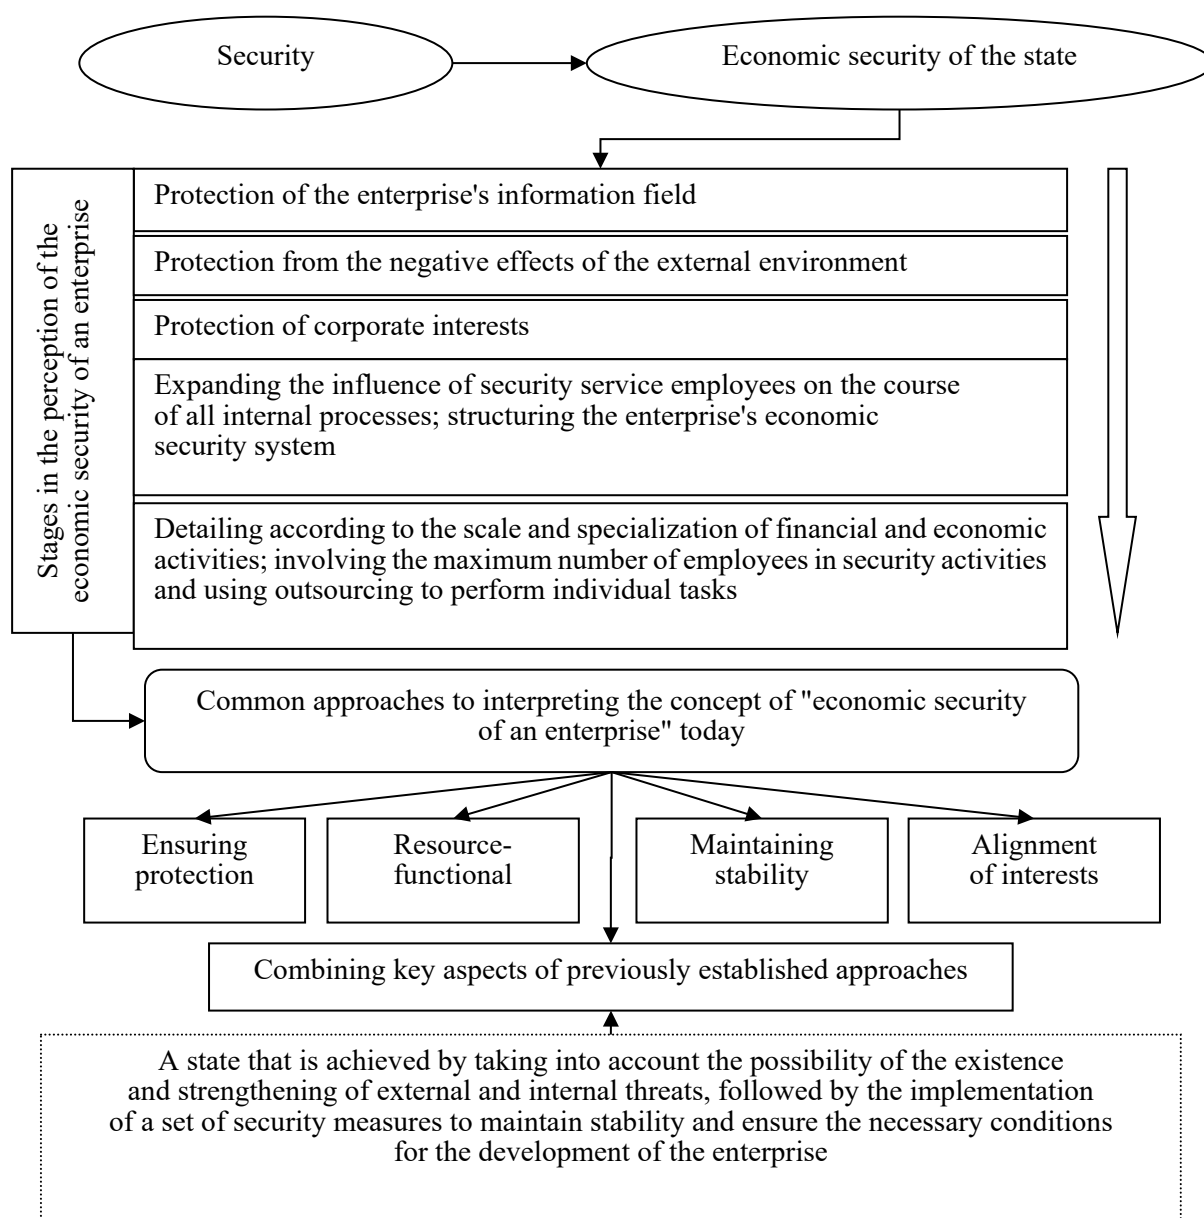 Security
Economic security of the state
Stages in the perception of the
economic security of an enterprise
Protection of the enterprise's information field
Protection from the negative effects of the external environment
Protection of corporate interests
Expanding the influence of security service employees on the course
of all internal processes; structuring the enterprise's economic
security system
Detailing according to the scale and specialization of financial and economic
activities; involving the maximum number of employees in security activities
and using outsourcing to perform individual tasks
Common approaches to interpreting the concept of "economic security
of an enterprise" today
Ensuring
protection
Resource-
functional
Maintaining
stability
Alignment
of interests
Combining key aspects of previously established approaches
A state that is achieved by taking into account the possibility of the existence
and strengthening of external and internal threats, followed by the implementation
of a set of security measures to maintain stability and ensure the necessary conditions
for the development of the enterprise